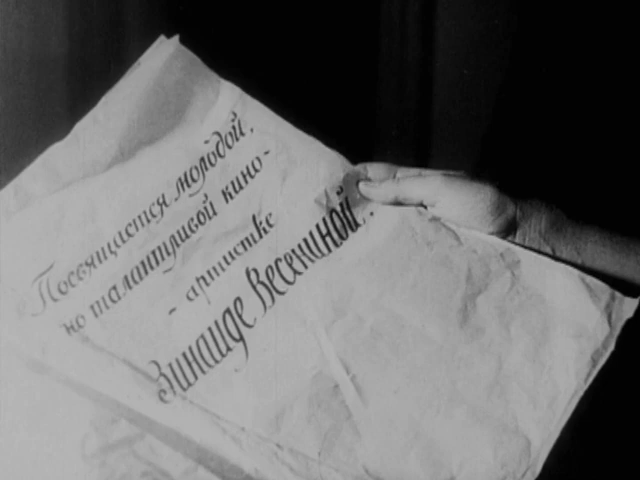 Посвящается молодой,
но талантливой кино-
- артистке
Зинаиде Весениной.